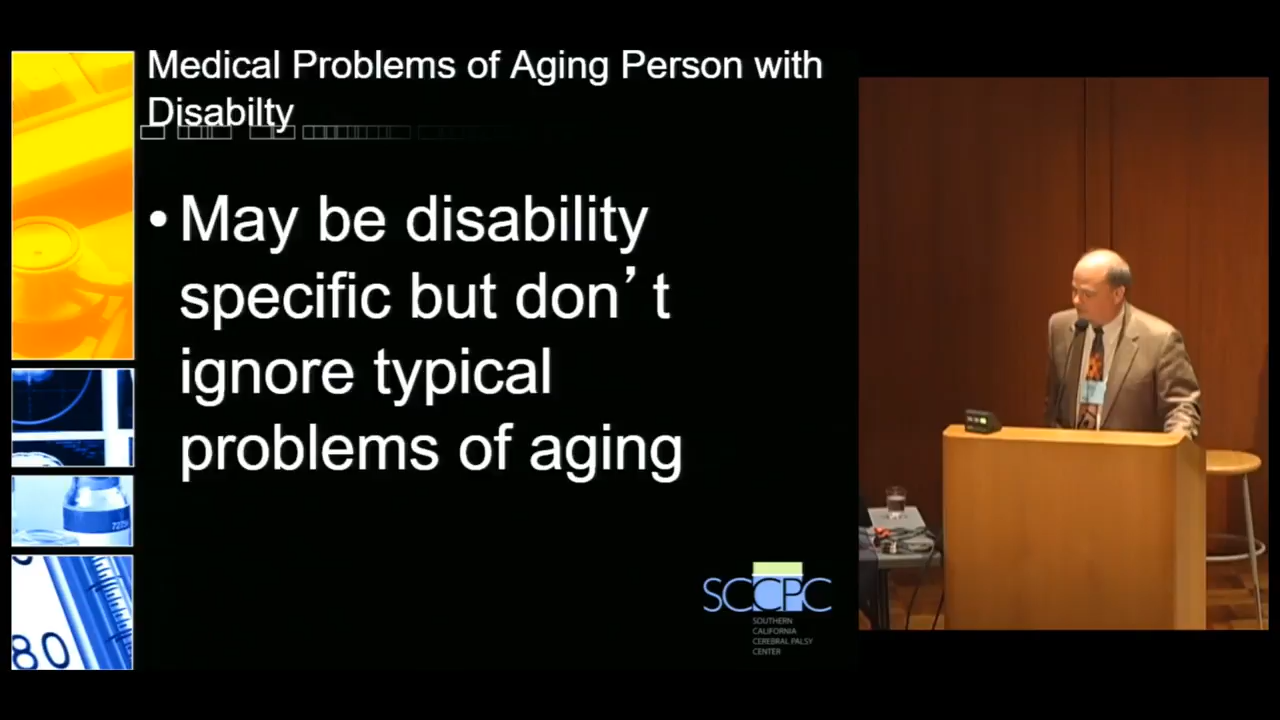 Medical Problems of Aging Person with
Disabilty
• May be disability
specific but don’t
ignore typical
problems of aging
SCCPC
SOUTHERN
CALIFORNIA
CEREBRAL PALSY
CENTER
80